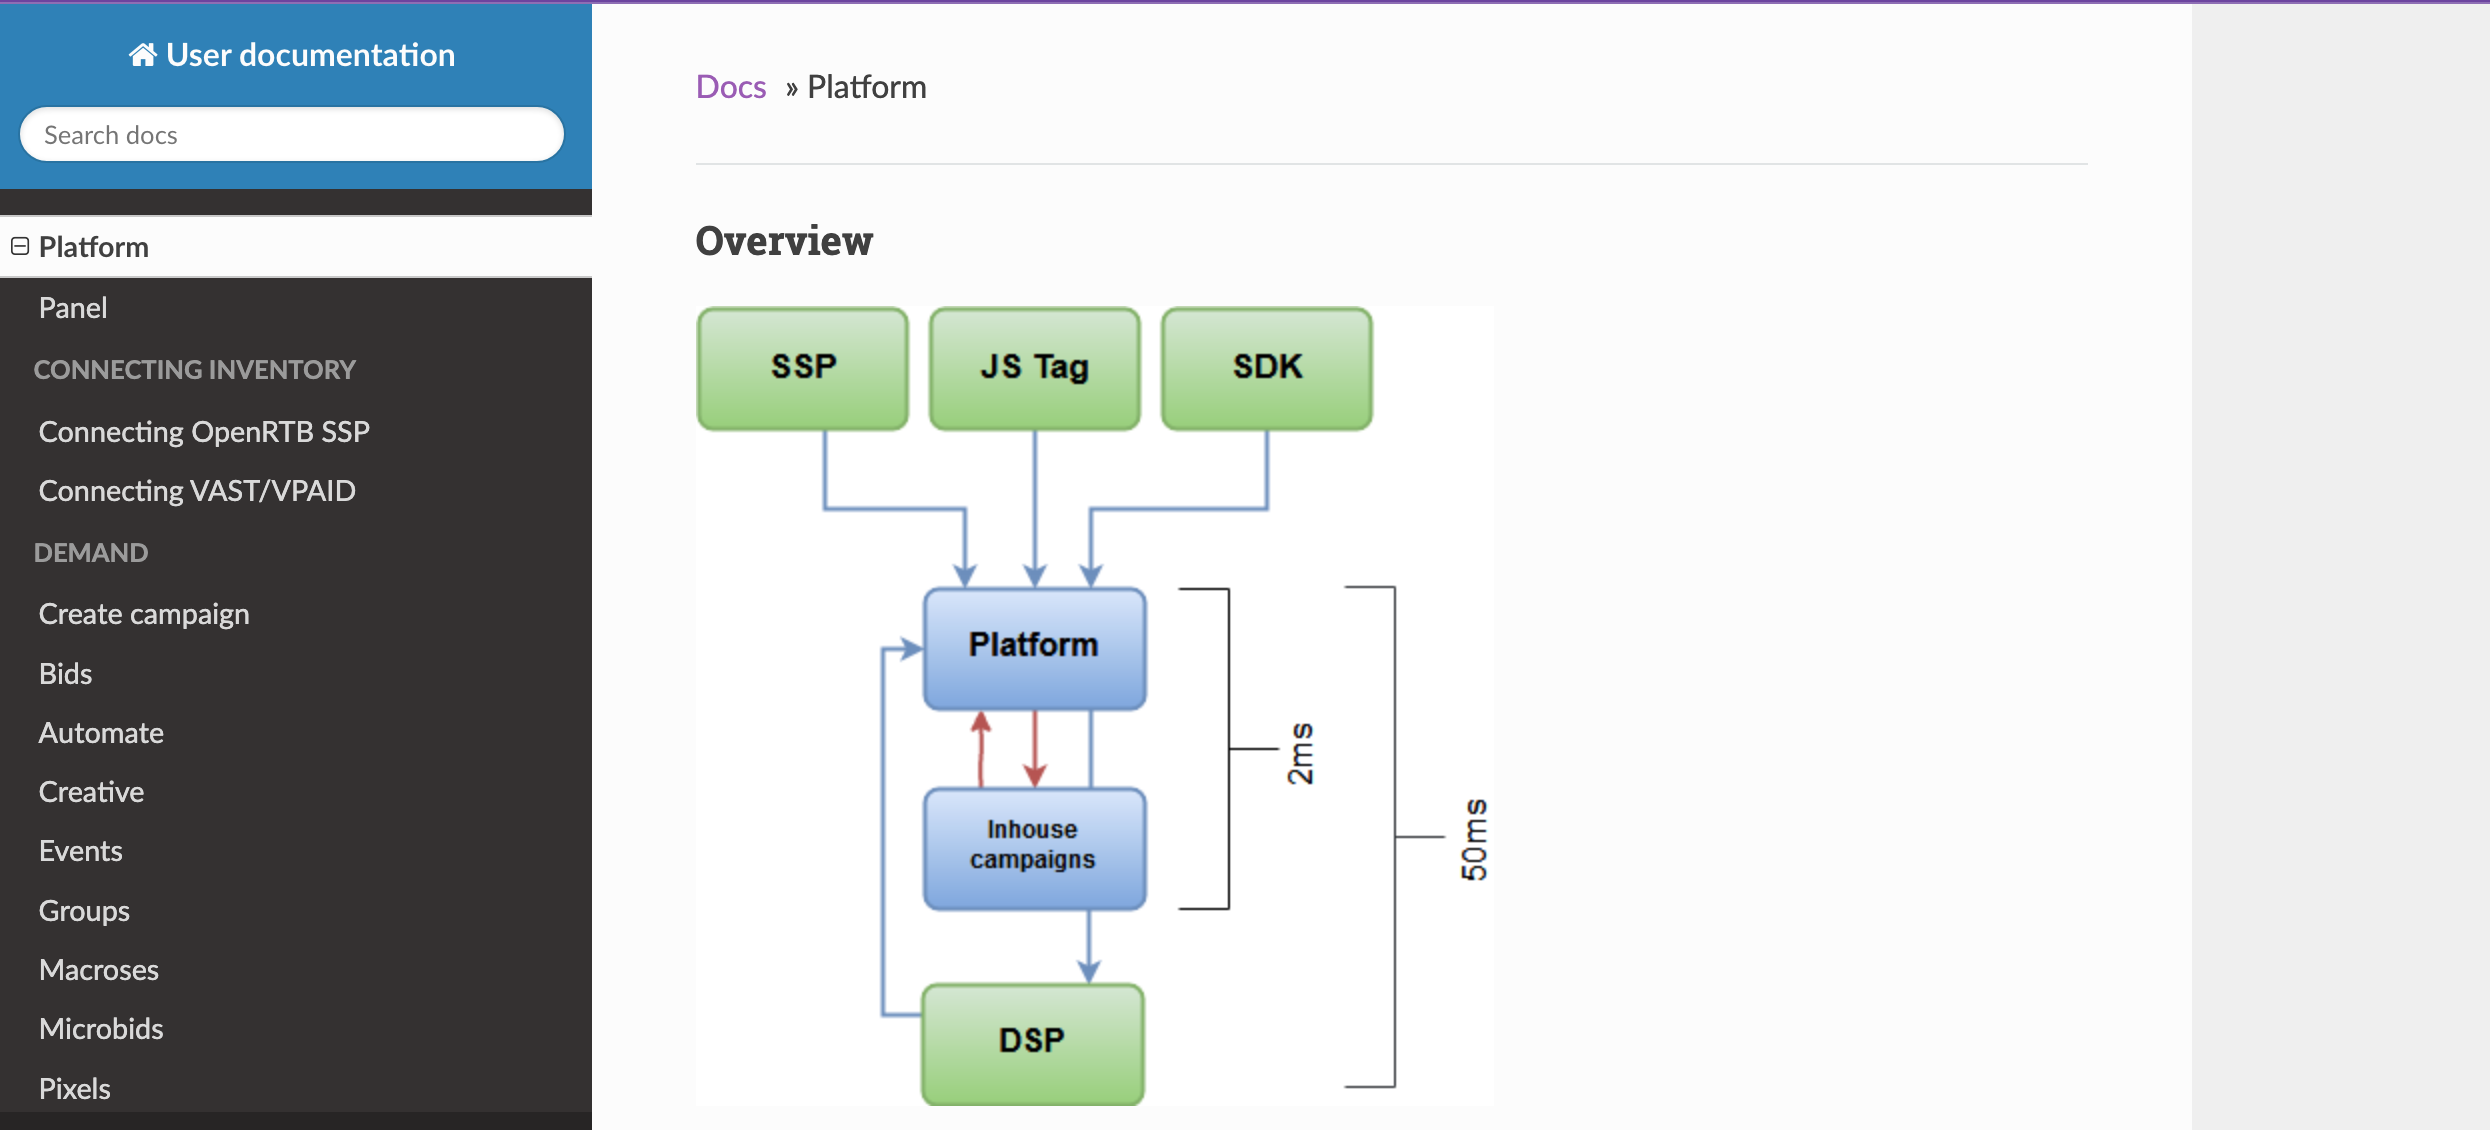 User documentation
Search docs
Platform
Panel
CONNECTING INVENTORY
Connecting OpenRTB SSP
Connecting VAST/VPAID
DEMAND
Create campaign
Bids
Automate
Creative
Events
Groups
Macroses
Microbids
Pixels
Docs » Platform
Overview
SSP
JS Tag
SDK
Platform
2ms
Inhouse
campaigns
50ms
DSP